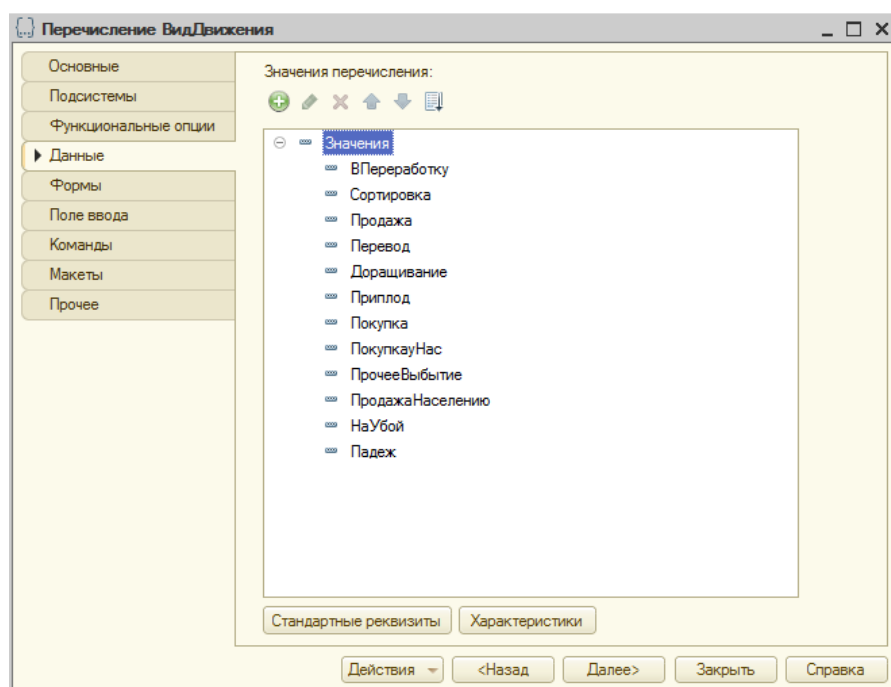 Перечисление ВидДвижения
Основные
Подсистемы
Функциональные опции
Данные
Формы
Поле ввода
Команды
Макеты
Прочее
Значения перечисления:
Значения
ВПереработку
Сортировка
Продажа
Перевод
Доращивание
Приплод
Покупка
ПокупкауНас
ПрочееВыбытие
ПродажаНаселению
НаУбой
Падеж
Стандартные реквизиты Характеристики
Действия <Назад Далее> Закрыть Справка